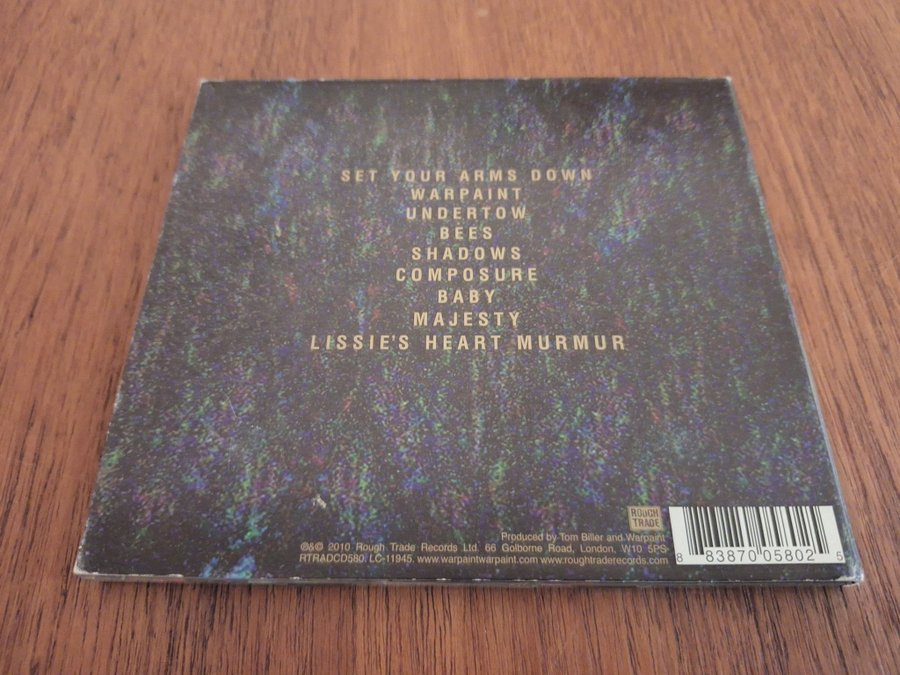 SET YOUR ARMS DOWN
WARPAINT
UNDERTOW
BEES
SHADOWS
COMPOSURE
BABY
MAJESTY
LISSIE'S HEART MURMUR
ROUGH
TRADE
Produced by Tom Biller and Warpaint
℗&© 2010 Rough Trade Records Ltd. 66 Golborne Road, London, W10 5PS
RTRADCD580. LC-11945. www.warpaintwarpaint.com www.roughtraderecords.com
8 83870 05802 5